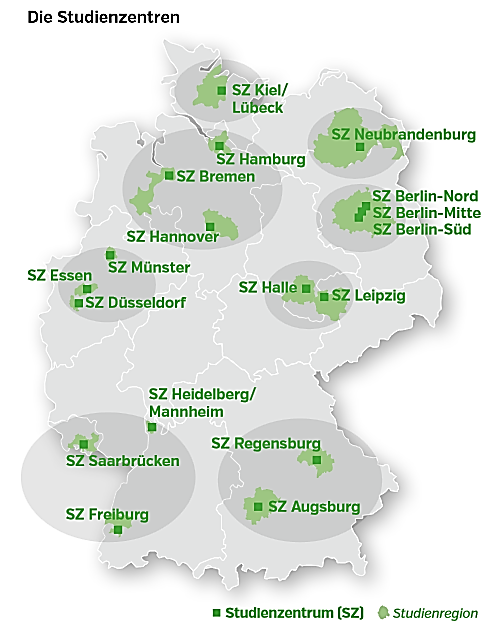 Die Studienzentren
SZ Kiel/
Lübeck
SZ Neubrandenburg
SZ Hamburg
SZ Bremen
SZ Berlin-Nord
SZ Berlin-Mitte
SZ Berlin-Süd
SZ Hannover
SZ Münster
SZ Essen
SZ Düsseldorf
SZ Halle
SZ Leipzig
SZ Heidelberg/
Mannheim
SZ Regensburg
SZ Saarbrücken
SZ Augsburg
SZ Freiburg
Studienzentrum (SZ)
Studienregion